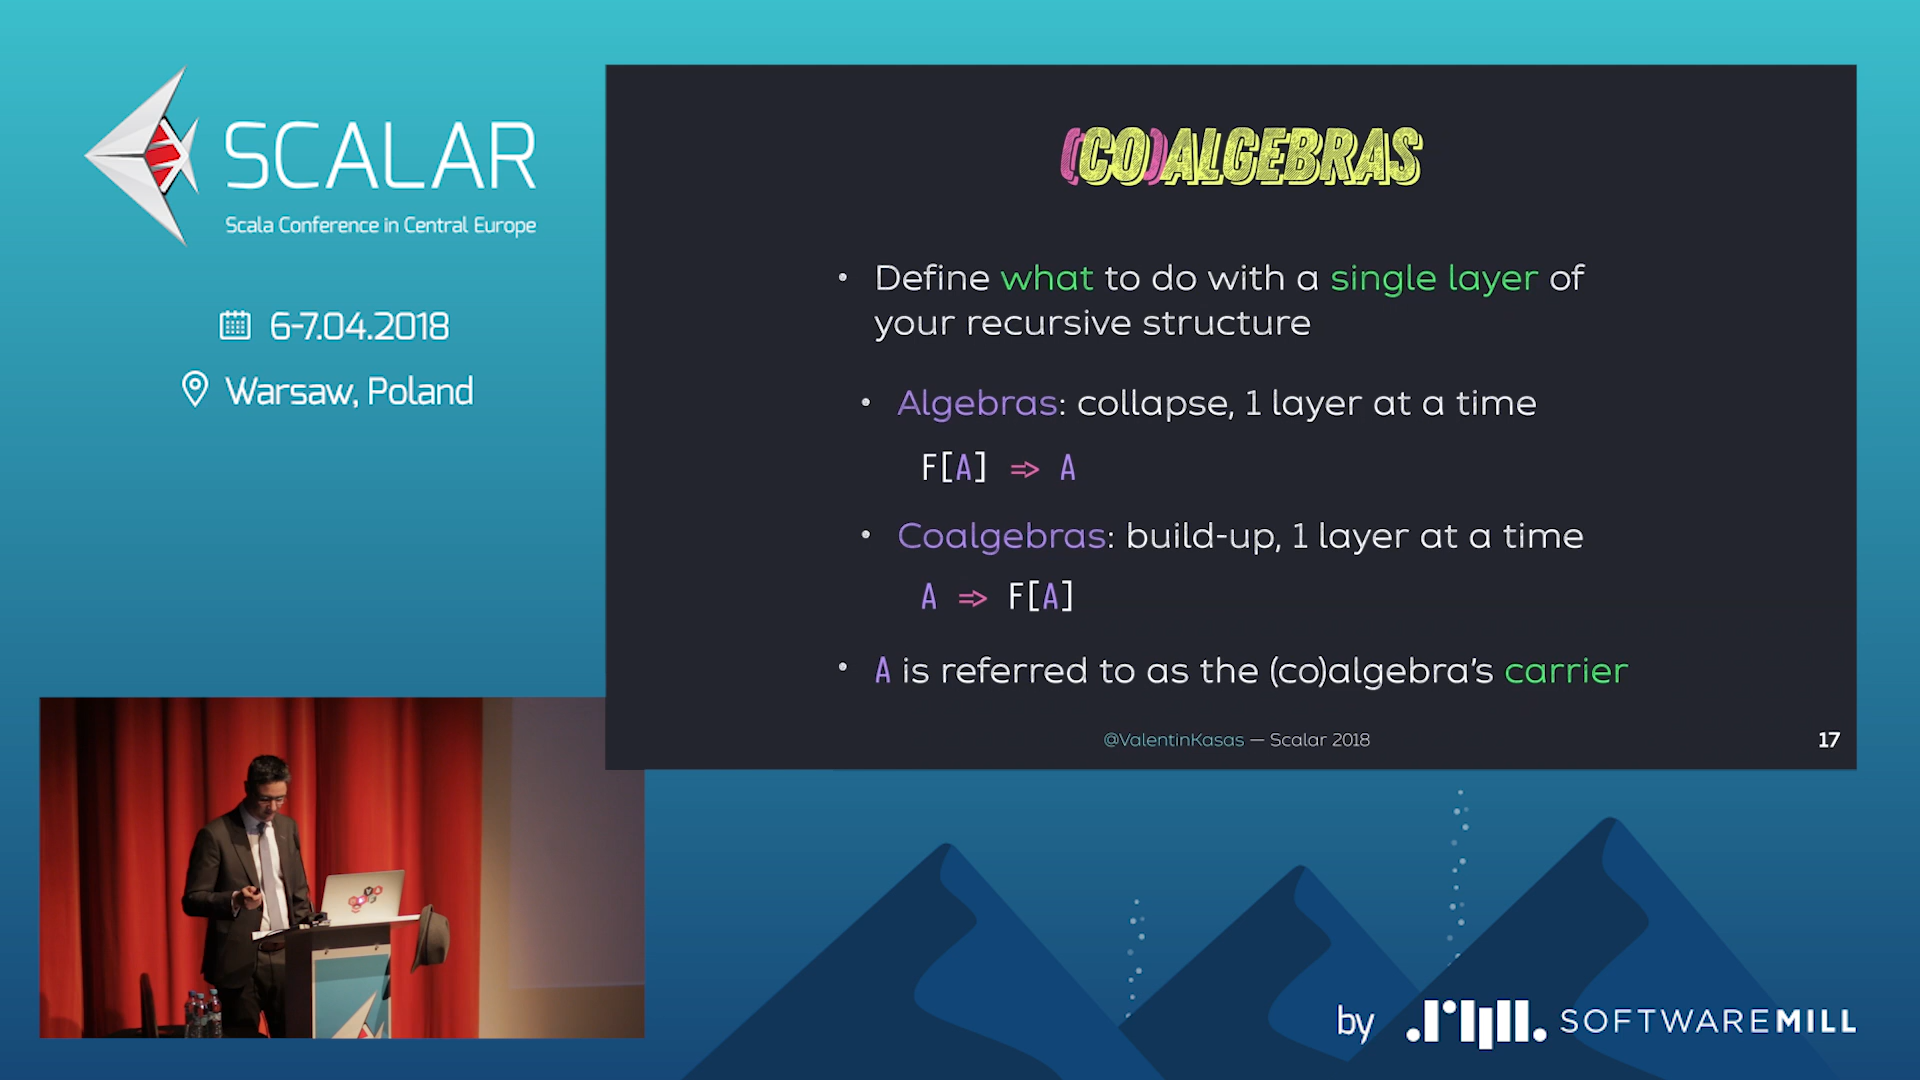 SCALAR
Scala Conference in Central Europe
6-7.04.2018
Warsaw, Poland
(CO)ALGEBRAS
• Define what to do with a single layer of
your recursive structure
• Algebras: collapse, 1 layer at a time
F[A] => A
• Coalgebras: build-up, 1 layer at a time
A => F[A]
• A is referred to as the (co)algebra's carrier
@ValentinKasas — Scalar 2018
17
by SOFTWAREMILL